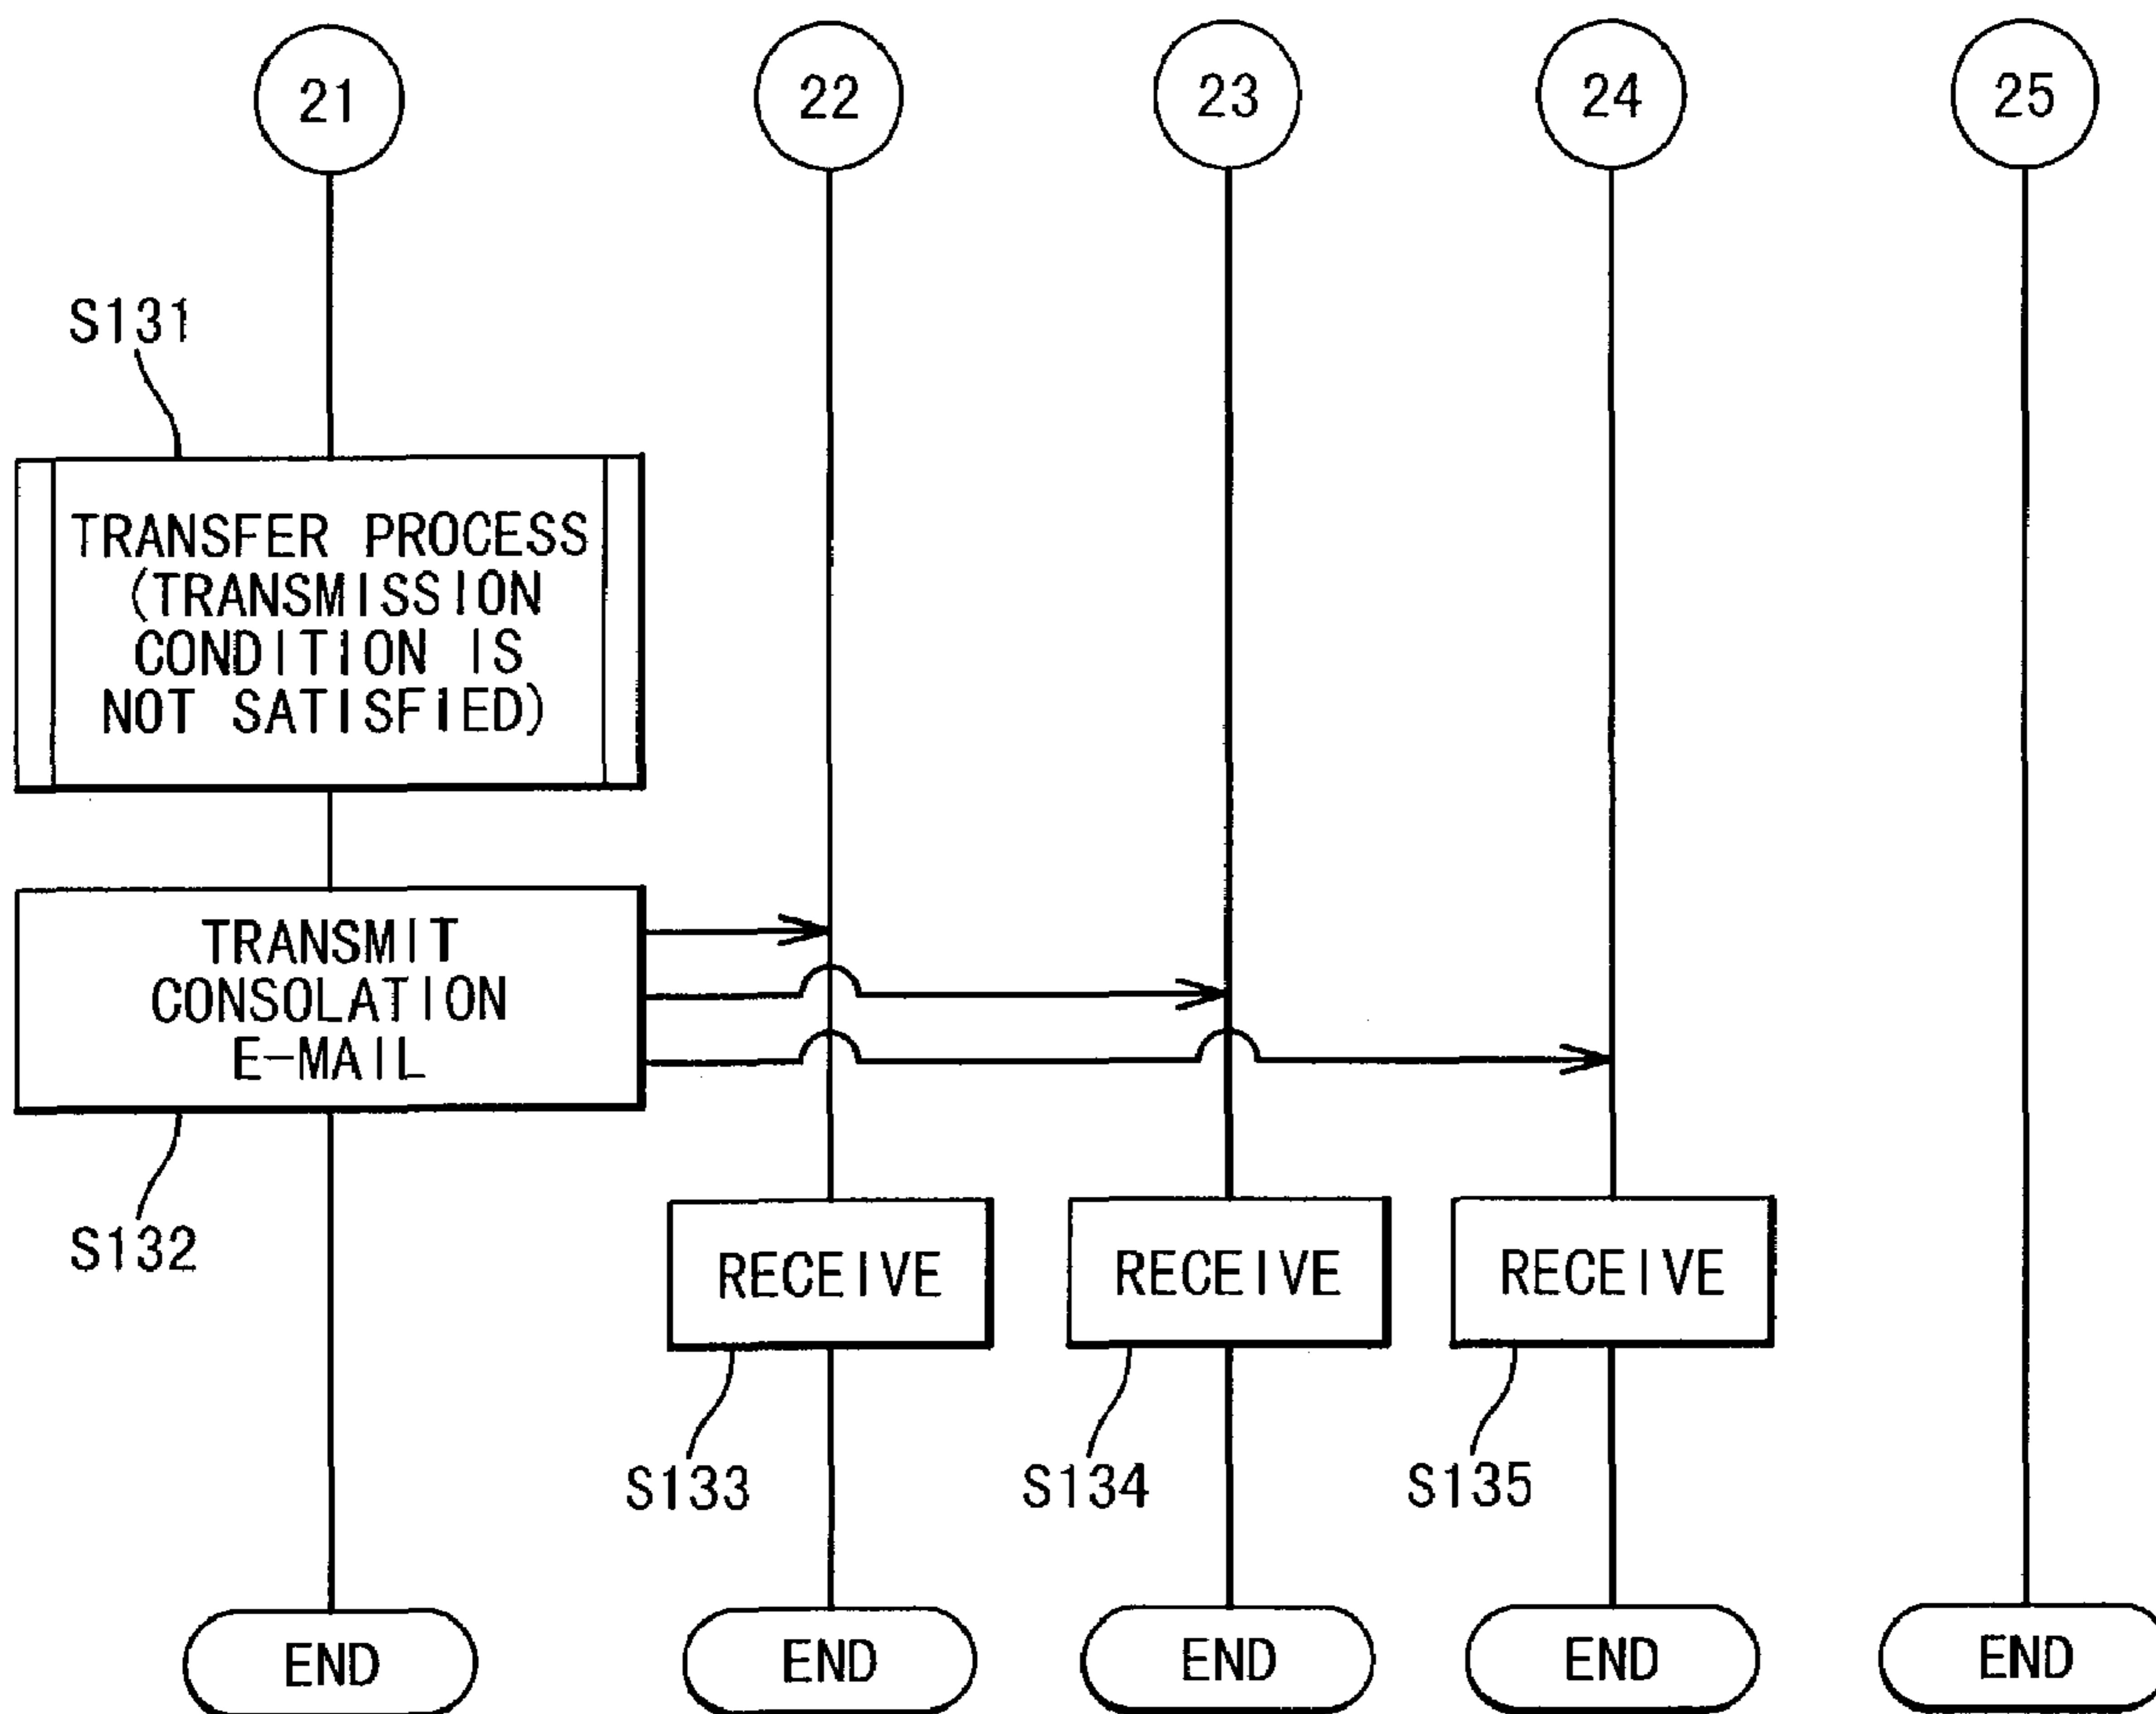 21
22
23
24
25
S131
TRANSFER PROCESS
(TRANSMISSION
CONDITION IS
NOT SATISFIED)
TRANSMIT
CONSOLATION
E-MAIL
S132
RECEIVE
RECEIVE
RECEIVE
S133
S134
S135
END
END
END
END
END